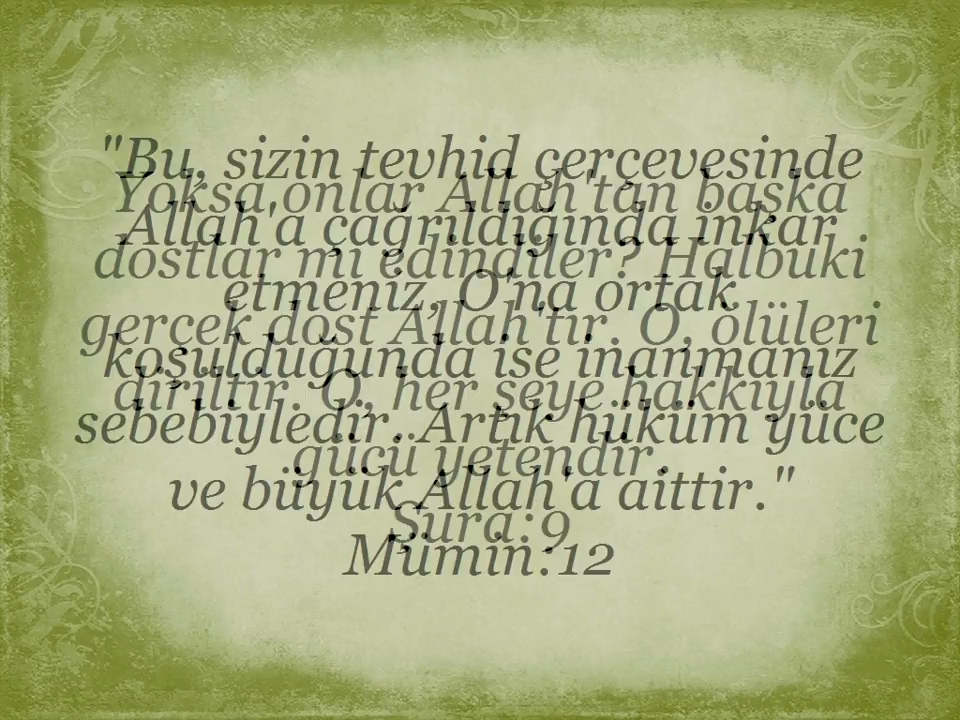 "Bu, sizin tevhid çerçevesinde
Allah'a çağrıldığında inkar
etmeniz, O'na ortak
koşulduğunda ise inanmanız
sebebiyledir. Artık hüküm yüce
ve büyük Allah'a aittir."
Mümin:12
Yoksa onlar Allah'tan başka
dostlar mı edindiler? Halbuki
gerçek dost Allah'tır. O, ölüleri
diriltir. O, her şeye hakkıyla
gücü yetendir.
Şura:9